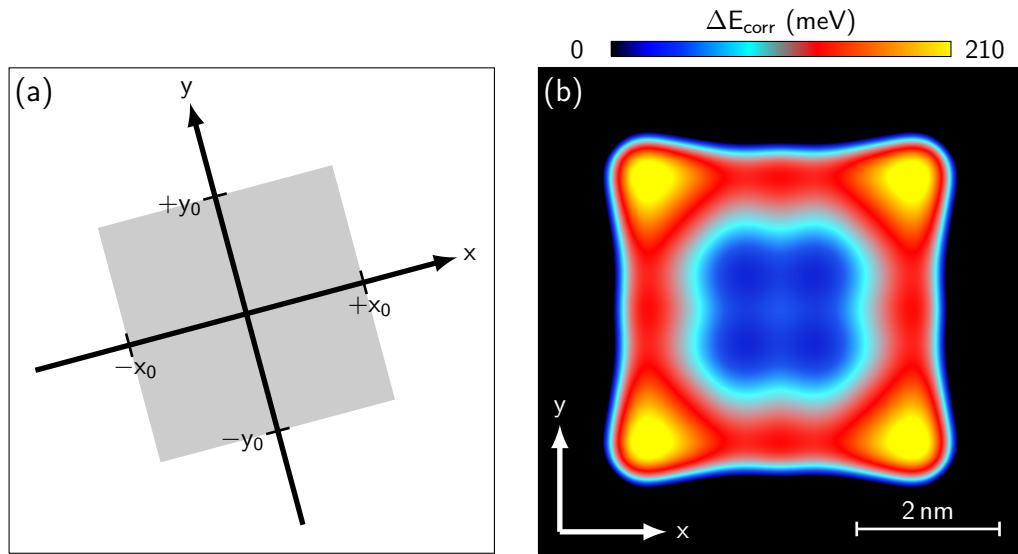 ΔE_corr (meV)
0 210
(a)
y
+y₀
x
+x₀
−x₀
−y₀
(b)
y
x
2 nm